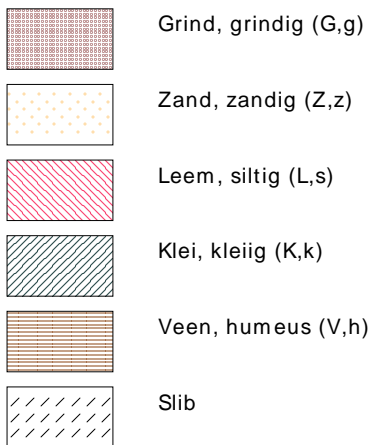 Grind, grindig (G,g)
Zand, zandig (Z,z)
Leem, siltig (L,s)
Klei, kleiig (K,k)
Veen, humeus (V,h)
Slib